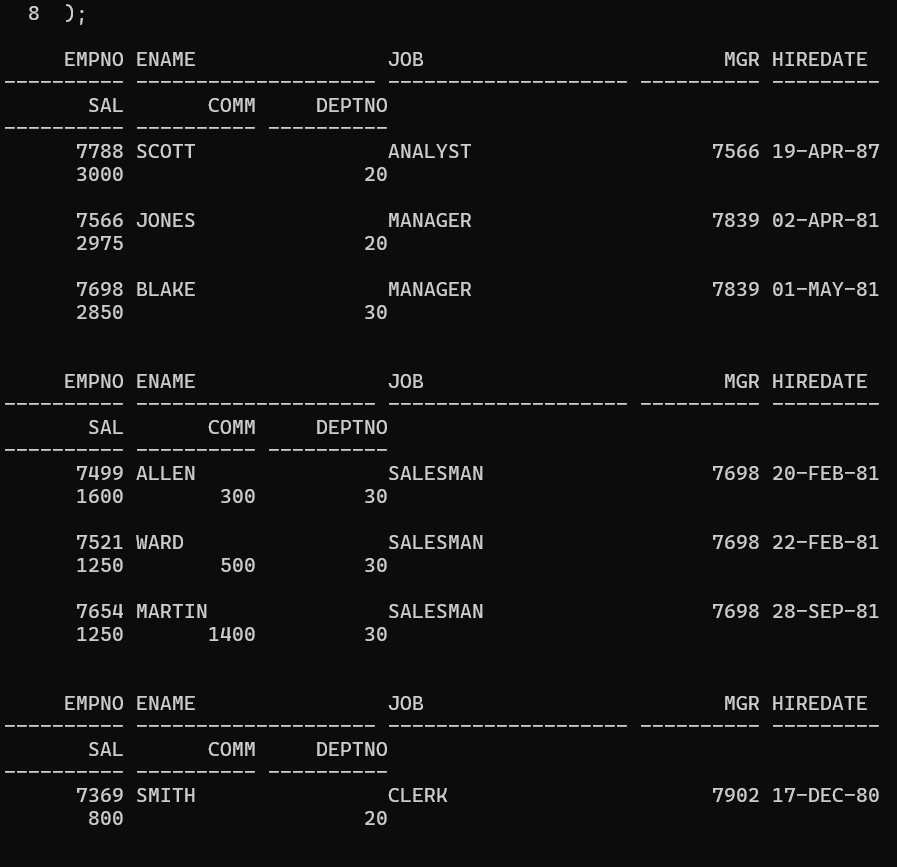 8  );

     EMPNO ENAME                JOB                         MGR HIREDATE
---------- -------------------- -------------------- ---------- ---------
       SAL       COMM     DEPTNO
---------- ---------- ----------
      7788 SCOTT                ANALYST                    7566 19-APR-87
      3000                    20

      7566 JONES                MANAGER                    7839 02-APR-81
      2975                    20

      7698 BLAKE                MANAGER                    7839 01-MAY-81
      2850                    30


     EMPNO ENAME                JOB                         MGR HIREDATE
---------- -------------------- -------------------- ---------- ---------
       SAL       COMM     DEPTNO
---------- ---------- ----------
      7499 ALLEN                SALESMAN                   7698 20-FEB-81
      1600        300         30

      7521 WARD                 SALESMAN                   7698 22-FEB-81
      1250        500         30

      7654 MARTIN               SALESMAN                   7698 28-SEP-81
      1250       1400         30


     EMPNO ENAME                JOB                         MGR HIREDATE
---------- -------------------- -------------------- ---------- ---------
       SAL       COMM     DEPTNO
---------- ---------- ----------
      7369 SMITH                CLERK                      7902 17-DEC-80
       800                    20